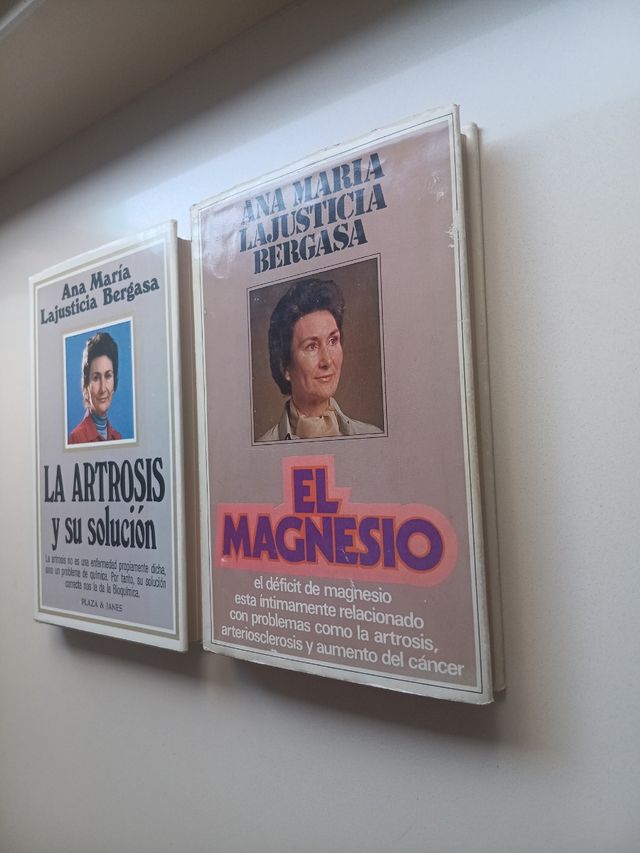 Ana María
Lajusticia Bergasa
LA ARTROSIS
y su solución
La artrosis no es una enfermedad propiamente dicha,
sino un problema de química. Por tanto, su solución
correcta nos la da la Bioquímica.
PLAZA & JANES
ANA MARIA
LAJUSTICIA
BERGASA
EL
MAGNESIO
el déficit de magnesio
esta íntimamente relacionado
con problemas como la artrosis,
arteriosclerosis y aumento del cáncer